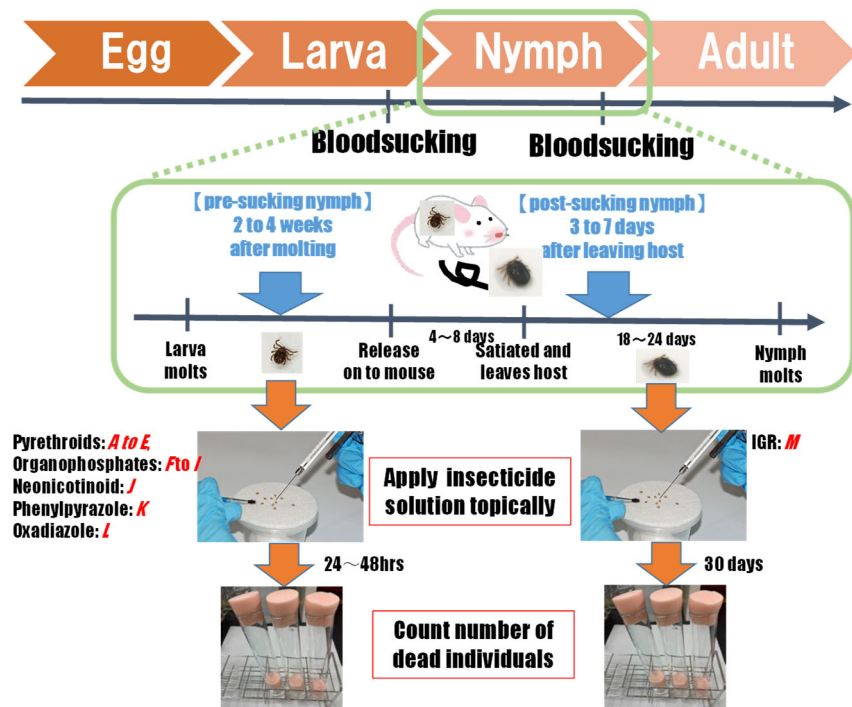 Egg
Larva
Nymph
Adult
Bloodsucking
Bloodsucking
【pre-sucking nymph】
2 to 4 weeks
after molting
【post-sucking nymph】
3 to 7 days
after leaving host
Larva
molts
Release
on to mouse
4～8 days
Satiated and
leaves host
18～24 days
Nymph
molts
Pyrethroids: A to E,
Organophosphates: F to I
Neonicotinoid: J
Phenylpyrazole: K
Oxadiazole: L
Apply insecticide
solution topically
IGR: M
24～48hrs
30 days
Count number of
dead individuals